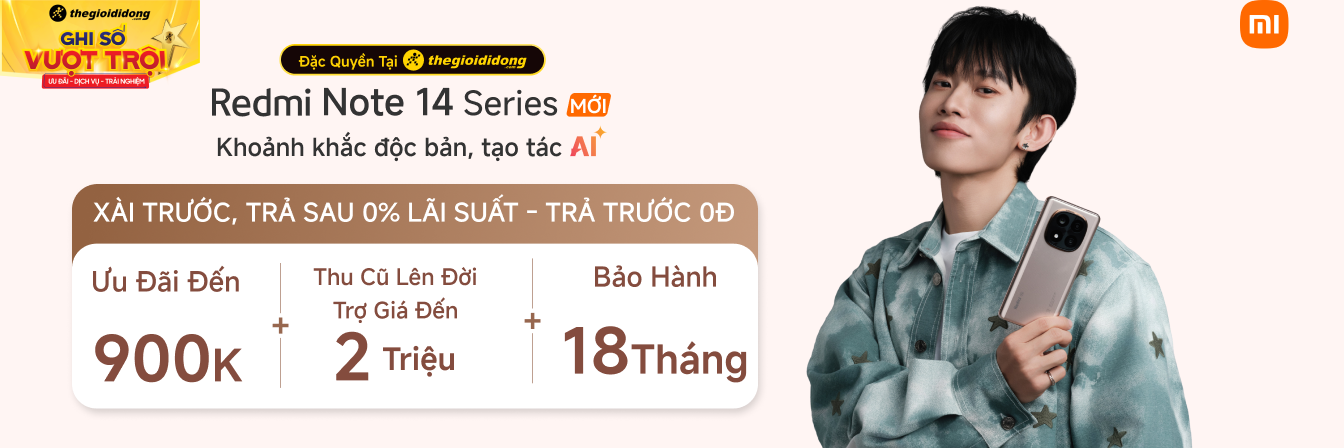 thegioididong
.com
GHI SỐ
VƯỢT TRỘI
ƯU ĐÃI - DỊCH VỤ - TRẢI NGHIỆM
Đặc Quyền Tại thegioididong
.com
Redmi Note 14 Series MỚI
Khoảnh khắc độc bản, tạo tác AI
XÀI TRƯỚC, TRẢ SAU 0% LÃI SUẤT - TRẢ TRƯỚC 0Đ
Ưu Đãi Đến
900K
+
Thu Cũ Lên Đời
Trợ Giá Đến
2 Triệu
+
Bảo Hành
18Tháng
mi